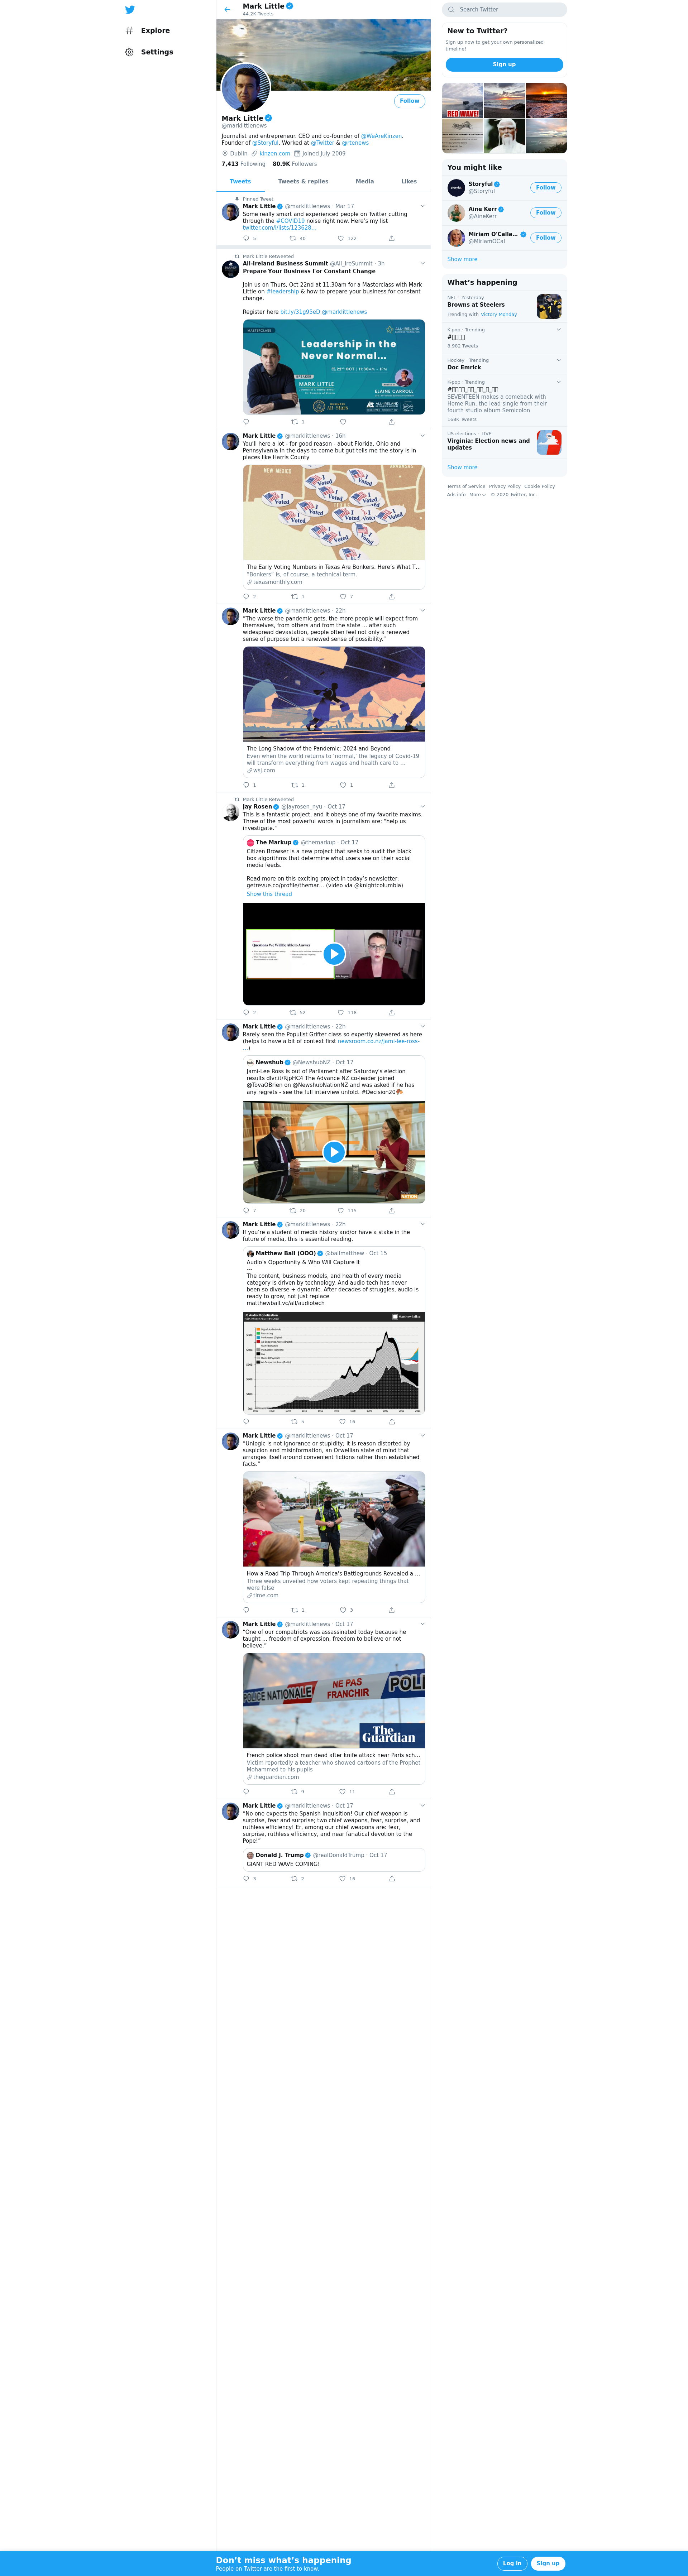 Explore
Settings
Mark Little
44.2K Tweets
Follow
Mark Little
@marklittlenews
Journalist and entrepreneur. CEO and co-founder of @WeAreKinzen.
Founder of @Storyful. Worked at @Twitter & @rtenews
Dublin kinzen.com Joined July 2009
7,413 Following 80.9K Followers
Tweets Tweets & replies Media Likes
Pinned Tweet
Mark Little @marklittlenews · Mar 17
Some really smart and experienced people on Twitter cutting
through the #COVID19 noise right now. Here's my list
twitter.com/i/lists/123628…
5 40 122
Mark Little Retweeted
All-Ireland Business Summit @All_IreSummit · 3h
Prepare Your Business For Constant Change
Join us on Thurs, Oct 22nd at 11.30am for a Masterclass with Mark
Little on #leadership & how to prepare your business for constant
change.
Register here bit.ly/31g95eD @marklittlenews
MASTERCLASS
ALL-IRELAND
Leadership in the
Never Normal...
SPEAKER
MARK LITTLE
ELAINE CARROLL
All-Stars
1
Mark Little @marklittlenews · 16h
You'll hear a lot - for good reason - about Florida, Ohio and
Pennsylvania in the days to come but gut tells me the story is in
places like Harris County
NEW MEXICO
I Voted
The Early Voting Numbers in Texas Are Bonkers. Here's What T…
"Bonkers" is, of course, a technical term.
texasmonthly.com
2 1 7
Mark Little @marklittlenews · 22h
"The worse the pandemic gets, the more people will expect from
themselves, from others and from the state ... after such
widespread devastation, people often feel not only a renewed
sense of purpose but a renewed sense of possibility."
The Long Shadow of the Pandemic: 2024 and Beyond
Even when the world returns to 'normal,' the legacy of Covid-19
will transform everything from wages and health care to ...
wsj.com
1 1 1
Mark Little Retweeted
Jay Rosen @jayrosen_nyu · Oct 17
This is a fantastic project, and it obeys one of my favorite maxims.
Three of the most powerful words in journalism are: "help us
investigate."
The Markup @themarkup · Oct 17
Citizen Browser is a new project that seeks to audit the black
box algorithms that determine what users see on their social
media feeds.
Read more on this exciting project in today's newsletter:
getrevue.co/profile/themar… (video via @knightcolumbia)
Show this thread
Questions We Will Be Able to Answer
2 52 118
Mark Little @marklittlenews · 22h
Rarely seen the Populist Grifter class so expertly skewered as here
(helps to have a bit of context first newsroom.co.nz/jami-lee-ross-
…)
Newshub @NewshubNZ · Oct 17
Jami-Lee Ross is out of Parliament after Saturday's election
results dlvr.it/RjpHC4 The Advance NZ co-leader joined
@TovaOBrien on @NewshubNationNZ and was asked if he has
any regrets - see the full interview unfold. #Decision20
NATION
7 20 115
Mark Little @marklittlenews · 22h
If you're a student of media history and/or have a stake in the
future of media, this is essential reading.
Matthew Ball (OOO) @ballmatthew · Oct 15
Audio's Opportunity & Who Will Capture It
---
The content, business models, and health of every media
category is driven by technology. And audio tech has never
been so diverse + dynamic. After decades of struggles, audio is
ready to grow, not just replace
matthewball.vc/all/audiotech
5 16
Mark Little @marklittlenews · Oct 17
"Unlogic is not ignorance or stupidity; it is reason distorted by
suspicion and misinformation, an Orwellian state of mind that
arranges itself around convenient fictions rather than established
facts."
How a Road Trip Through America's Battlegrounds Revealed a …
Three weeks unveiled how voters kept repeating things that
were false
time.com
1 3
Mark Little @marklittlenews · Oct 17
"One of our compatriots was assassinated today because he
taught ... freedom of expression, freedom to believe or not
believe."
POLICE NATIONALE NE PAS FRANCHIR POLI
The Guardian
French police shoot man dead after knife attack near Paris sch…
Victim reportedly a teacher who showed cartoons of the Prophet
Mohammed to his pupils
theguardian.com
9 11
Mark Little @marklittlenews · Oct 17
"No one expects the Spanish Inquisition! Our chief weapon is
surprise, fear and surprise; two chief weapons, fear, surprise, and
ruthless efficiency! Er, among our chief weapons are: fear,
surprise, ruthless efficiency, and near fanatical devotion to the
Pope!"
Donald J. Trump @realDonaldTrump · Oct 17
GIANT RED WAVE COMING!
3 2 16
Search Twitter
New to Twitter?
Sign up now to get your own personalized
timeline!
Sign up
RED WAVE!
You might like
Storyful
@Storyful
Follow
Áine Kerr
@AineKerr
Follow
Miriam O'Calla…
@MiriamOCal
Follow
Show more
What's happening
NFL · Yesterday
Browns at Steelers
Trending with Victory Monday
K-pop · Trending
8,982 Tweets
Hockey · Trending
Doc Emrick
K-pop · Trending
SEVENTEEN makes a comeback with
Home Run, the lead single from their
fourth studio album Semicolon
169K Tweets
US elections · LIVE
Virginia: Election news and
updates
Show more
Terms of Service Privacy Policy Cookie Policy
Ads info More © 2020 Twitter, Inc.
Don't miss what's happening
People on Twitter are the first to know.
Log in Sign up